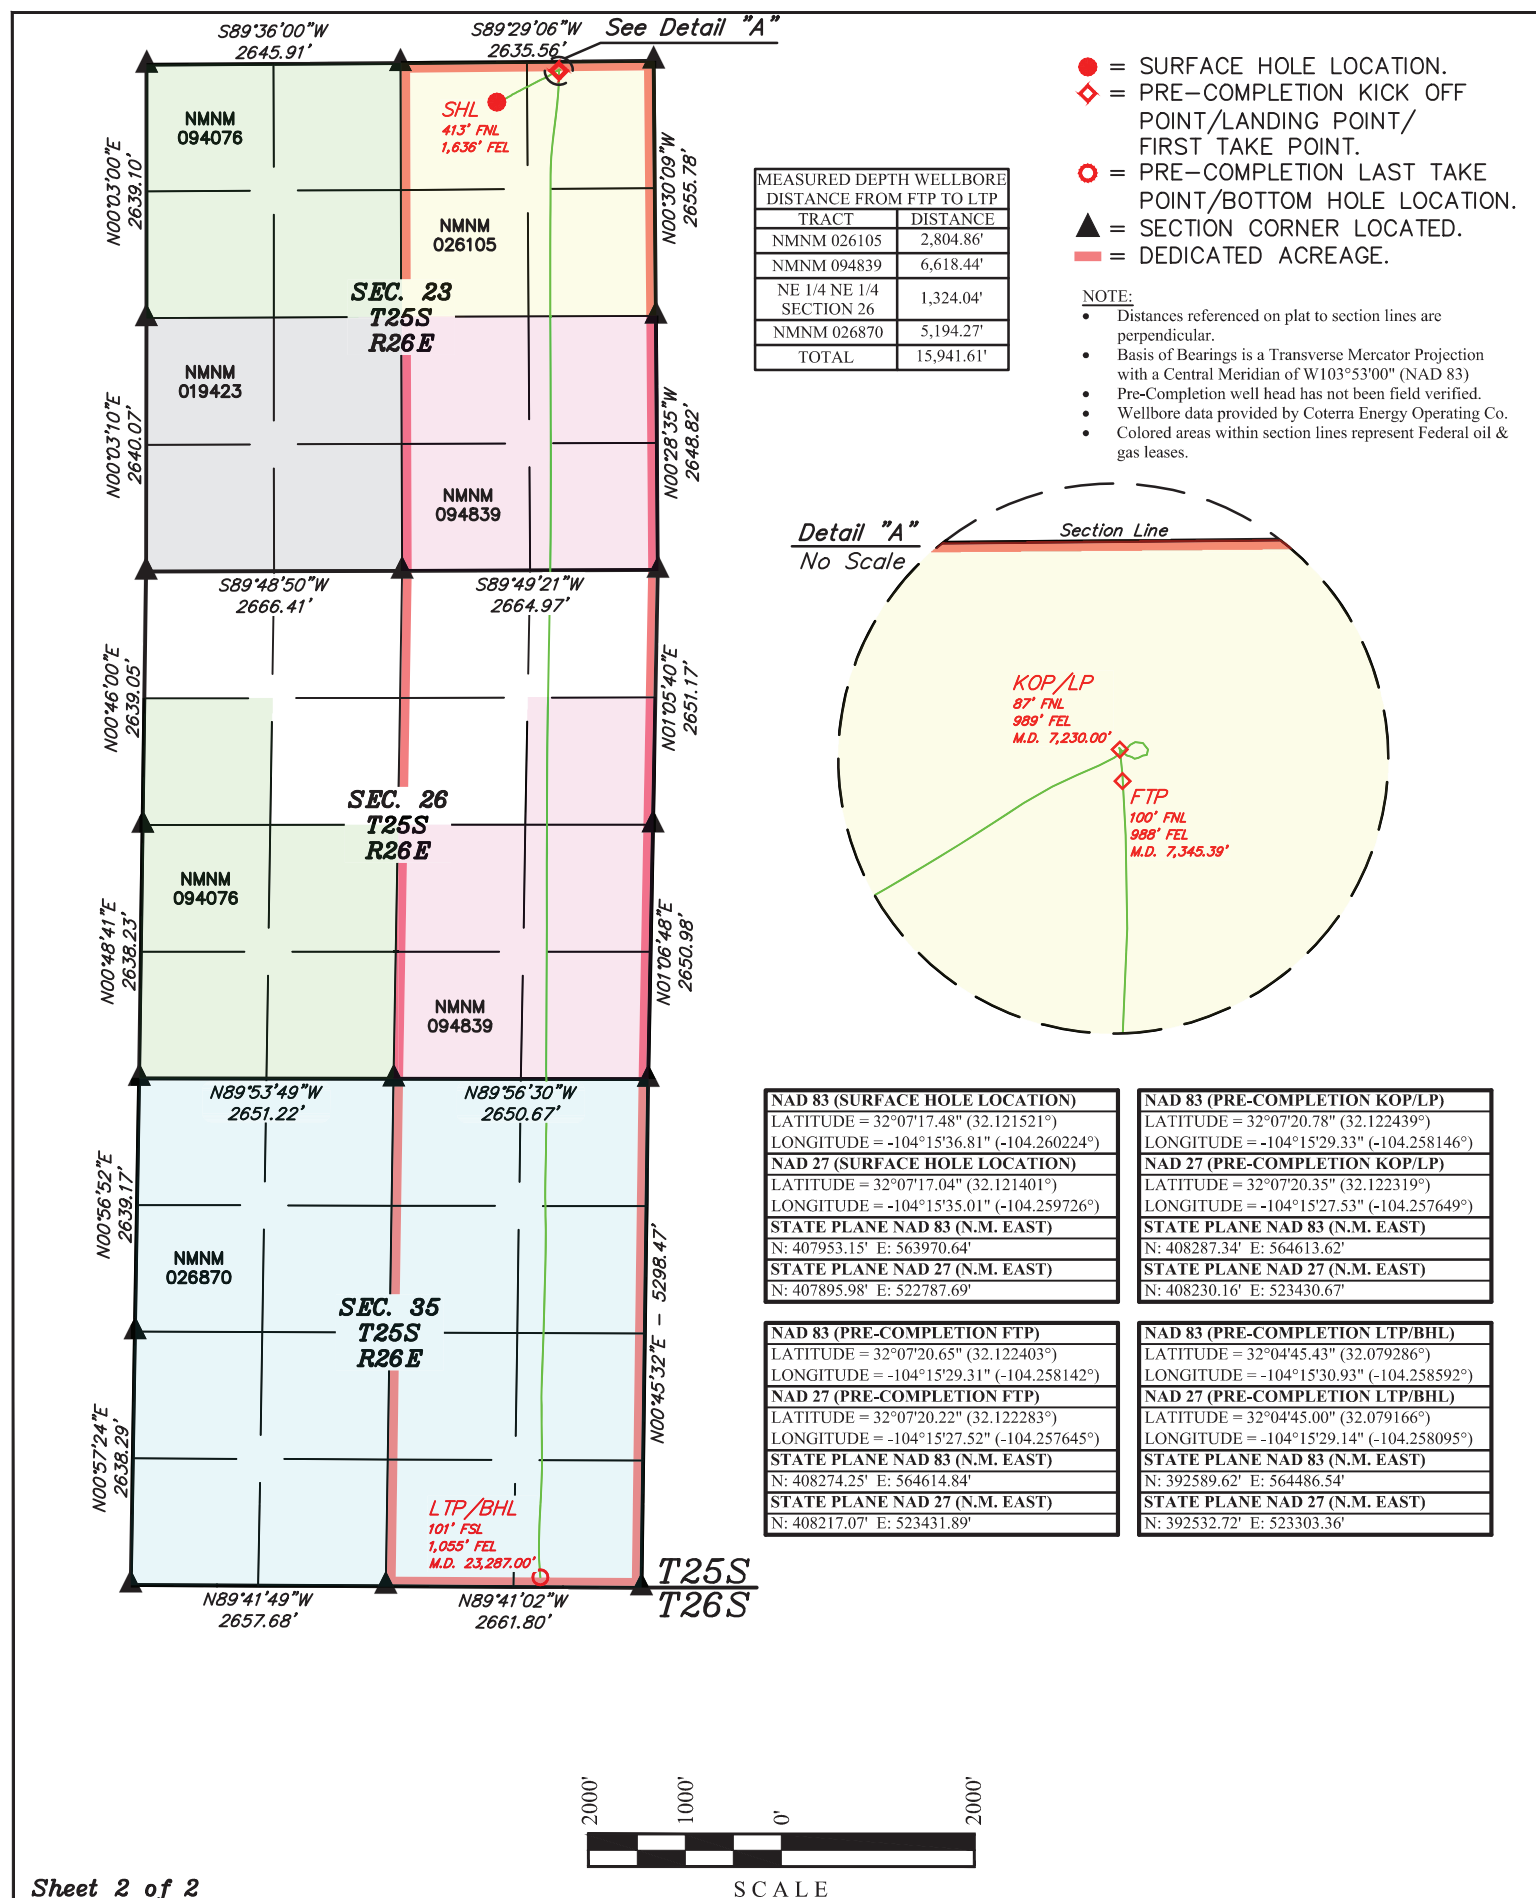 S89°36'00"W
2645.91'
S89°29'06"W
2635.56'
See Detail "A"
NMNM
094076
SHL
413' FNL
1,636' FEL
N00°03'00"E
2639.10'
N00°30'09"W
2655.78'
NMNM
026105
SEC. 23
T25S
R26E
NMNM
019423
N00°03'10"E
2640.07'
N00°28'35"W
2648.82'
NMNM
094839
S89°48'50"W
2666.41'
S89°49'21"W
2664.97'
N00°46'00"E
2639.05'
N01°05'40"E
2651.17'
SEC. 26
T25S
R26E
NMNM
094076
N00°48'41"E
2638.23'
N01°06'48"E
2650.98'
NMNM
094839
N89°53'49"W
2651.22'
N89°56'30"W
2650.67'
N00°56'52"E
2639.17'
NMNM
026870
N00°45'32"E - 5298.47'
SEC. 35
T25S
R26E
N00°57'24"E
2638.29'
LTP/BHL
101' FSL
1,055' FEL
M.D. 23,287.00'
T25S
T26S
N89°41'49"W
2657.68'
N89°41'02"W
2661.80'
= SURFACE HOLE LOCATION.
= PRE-COMPLETION KICK OFF
POINT/LANDING POINT/
FIRST TAKE POINT.
= PRE-COMPLETION LAST TAKE
POINT/BOTTOM HOLE LOCATION.
= SECTION CORNER LOCATED.
= DEDICATED ACREAGE.
MEASURED DEPTH WELLBORE
DISTANCE FROM FTP TO LTP
TRACT DISTANCE
NMNM 026105 2,804.86'
NMNM 094839 6,618.44'
NE 1/4 NE 1/4
SECTION 26 1,324.04'
NMNM 026870 5,194.27'
TOTAL 15,941.61'
NOTE:
• Distances referenced on plat to section lines are
perpendicular.
• Basis of Bearings is a Transverse Mercator Projection
with a Central Meridian of W103°53'00" (NAD 83)
• Pre-Completion well head has not been field verified.
• Wellbore data provided by Coterra Energy Operating Co.
• Colored areas within section lines represent Federal oil &
gas leases.
Detail "A"
No Scale
Section Line
KOP/LP
87' FNL
989' FEL
M.D. 7,230.00'
FTP
100' FNL
988' FEL
M.D. 7,345.39'
NAD 83 (SURFACE HOLE LOCATION)
LATITUDE = 32°07'17.48" (32.121521°)
LONGITUDE = -104°15'36.81" (-104.260224°)
NAD 27 (SURFACE HOLE LOCATION)
LATITUDE = 32°07'17.04" (32.121401°)
LONGITUDE = -104°15'35.01" (-104.259726°)
STATE PLANE NAD 83 (N.M. EAST)
N: 407953.15' E: 563970.64'
STATE PLANE NAD 27 (N.M. EAST)
N: 407895.98' E: 522787.69'
NAD 83 (PRE-COMPLETION KOP/LP)
LATITUDE = 32°07'20.78" (32.122439°)
LONGITUDE = -104°15'29.33" (-104.258146°)
NAD 27 (PRE-COMPLETION KOP/LP)
LATITUDE = 32°07'20.35" (32.122319°)
LONGITUDE = -104°15'27.53" (-104.257649°)
STATE PLANE NAD 83 (N.M. EAST)
N: 408287.34' E: 564613.62'
STATE PLANE NAD 27 (N.M. EAST)
N: 408230.16' E: 523430.67'
NAD 83 (PRE-COMPLETION FTP)
LATITUDE = 32°07'20.65" (32.122403°)
LONGITUDE = -104°15'29.31" (-104.258142°)
NAD 27 (PRE-COMPLETION FTP)
LATITUDE = 32°07'20.22" (32.122283°)
LONGITUDE = -104°15'27.52" (-104.257645°)
STATE PLANE NAD 83 (N.M. EAST)
N: 408274.25' E: 564614.84'
STATE PLANE NAD 27 (N.M. EAST)
N: 408217.07' E: 523431.89'
NAD 83 (PRE-COMPLETION LTP/BHL)
LATITUDE = 32°04'45.43" (32.079286°)
LONGITUDE = -104°15'30.93" (-104.258592°)
NAD 27 (PRE-COMPLETION LTP/BHL)
LATITUDE = 32°04'45.00" (32.079166°)
LONGITUDE = -104°15'29.14" (-104.258095°)
STATE PLANE NAD 83 (N.M. EAST)
N: 392589.62' E: 564486.54'
STATE PLANE NAD 27 (N.M. EAST)
N: 392532.72' E: 523303.36'
2000' 1000' 0' 2000'
SCALE
Sheet 2 of 2